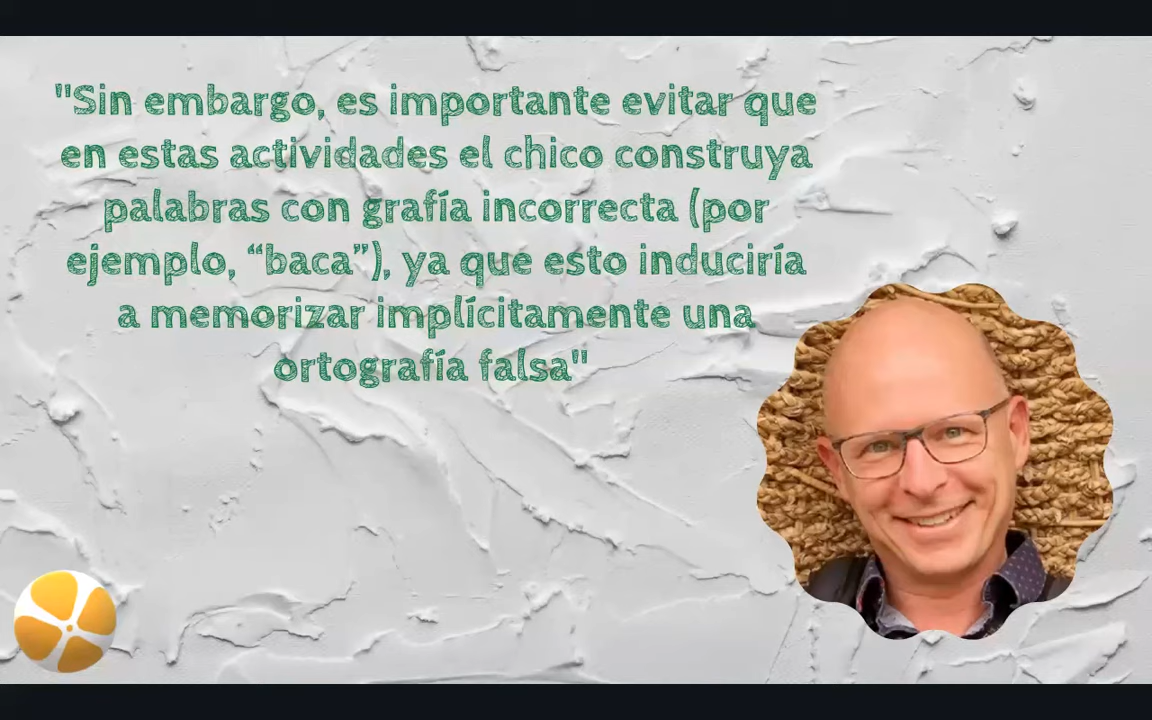 "Sin embargo, es importante evitar que
en estas actividades el chico construya
palabras con grafía incorrecta (por
ejemplo, “baca”), ya que esto induciría
a memorizar implícitamente una
ortografía falsa"